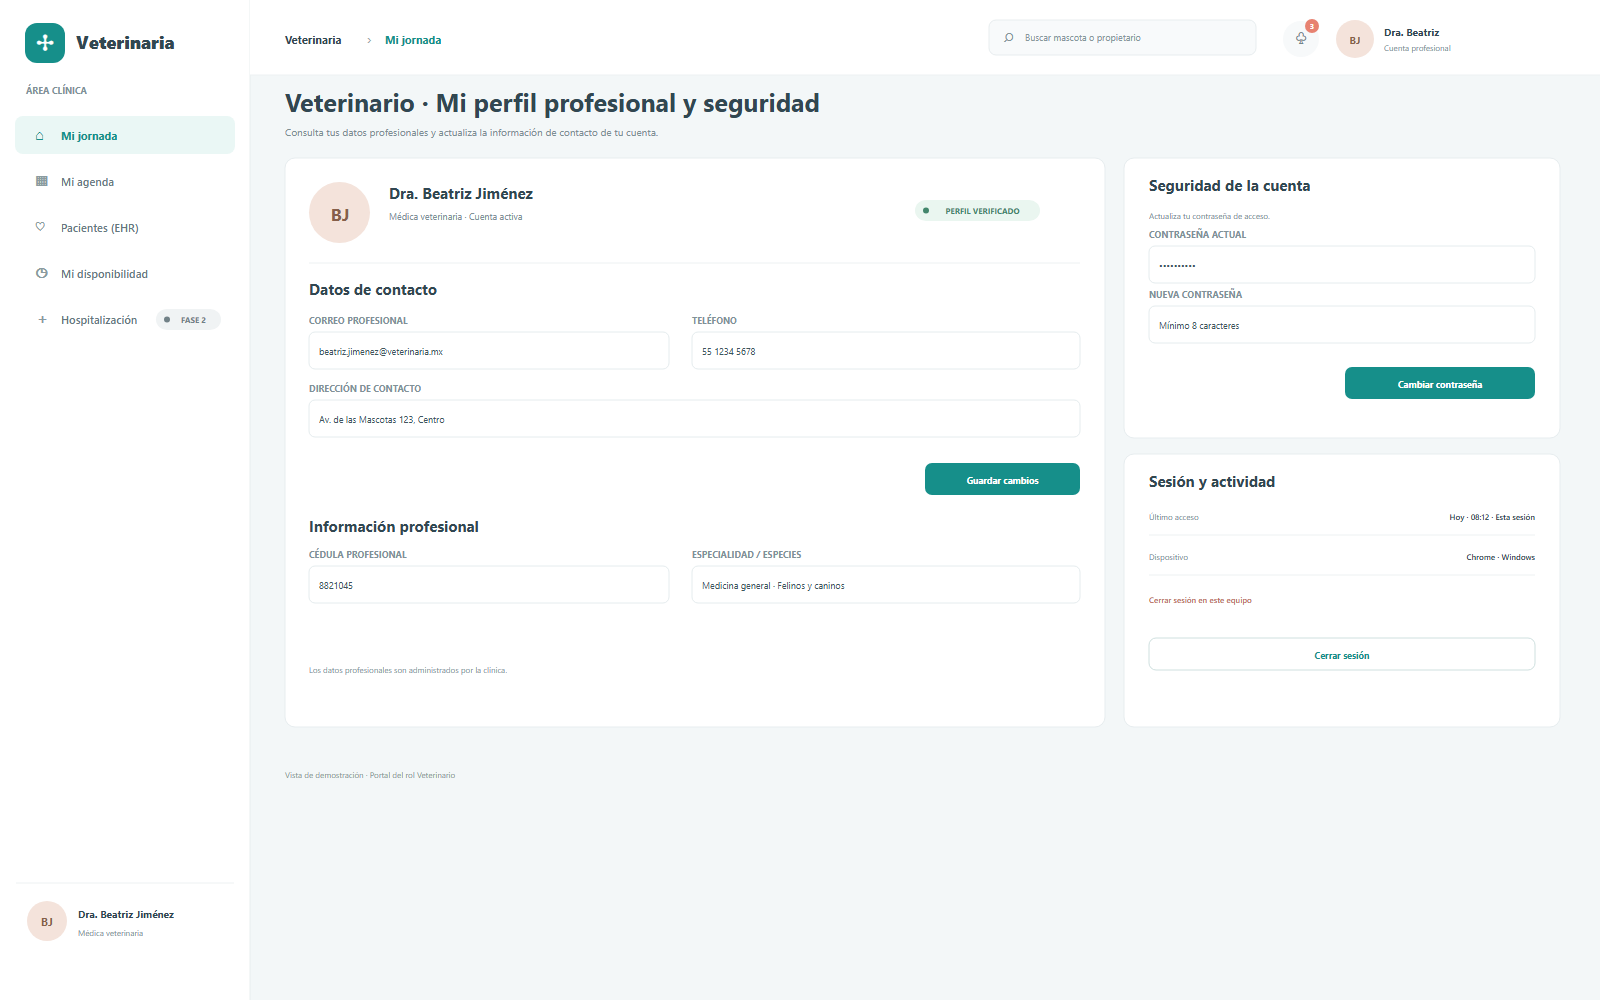 Veterinaria
ÁREA CLÍNICA
Mi jornada
Mi agenda
Pacientes (EHR)
Mi disponibilidad
Hospitalización
FASE 2
Dra. Beatriz Jiménez
BJ
Médica veterinaria
Veterinaria › Mi jornada
Buscar mascota o propietario
3
BJ
Dra. Beatriz
Cuenta profesional
Veterinario · Mi perfil profesional y seguridad
Consulta tus datos profesionales y actualiza la información de contacto de tu cuenta.
BJ
Dra. Beatriz Jiménez
Médica veterinaria · Cuenta activa
PERFIL VERIFICADO
Datos de contacto
CORREO PROFESIONAL
beatriz.jimenez@veterinaria.mx
TELÉFONO
55 1234 5678
DIRECCIÓN DE CONTACTO
Av. de las Mascotas 123, Centro
Guardar cambios
Información profesional
CÉDULA PROFESIONAL
8821045
ESPECIALIDAD / ESPECIES
Medicina general · Felinos y caninos
Los datos profesionales son administrados por la clínica.
Seguridad de la cuenta
Actualiza tu contraseña de acceso.
CONTRASEÑA ACTUAL
••••••••••
NUEVA CONTRASEÑA
Mínimo 8 caracteres
Cambiar contraseña
Sesión y actividad
Último acceso
Hoy · 08:12 · Esta sesión
Dispositivo
Chrome · Windows
Cerrar sesión en este equipo
Cerrar sesión
Vista de demostración · Portal del rol Veterinario